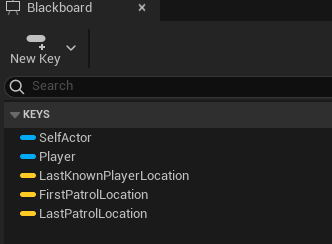 Blackboard
New Key
Search
KEYS
SelfActor
Player
LastKnownPlayerLocation
FirstPatrolLocation
LastPatrolLocation